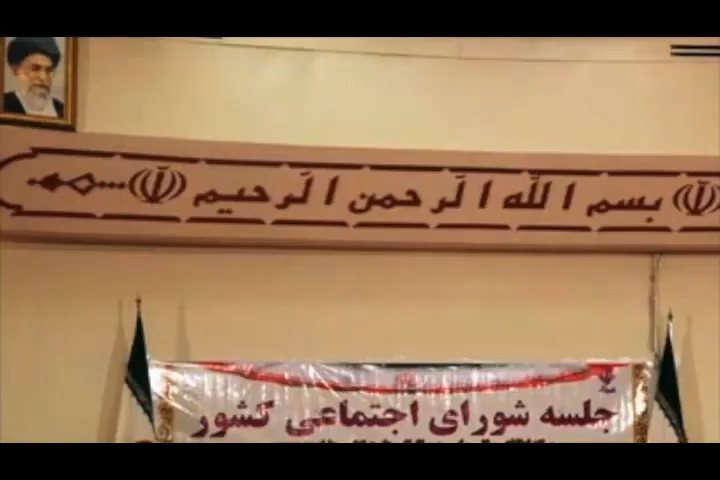 بسم الله الرحمن الرحیم
جلسه شورای اجتماعی کشور